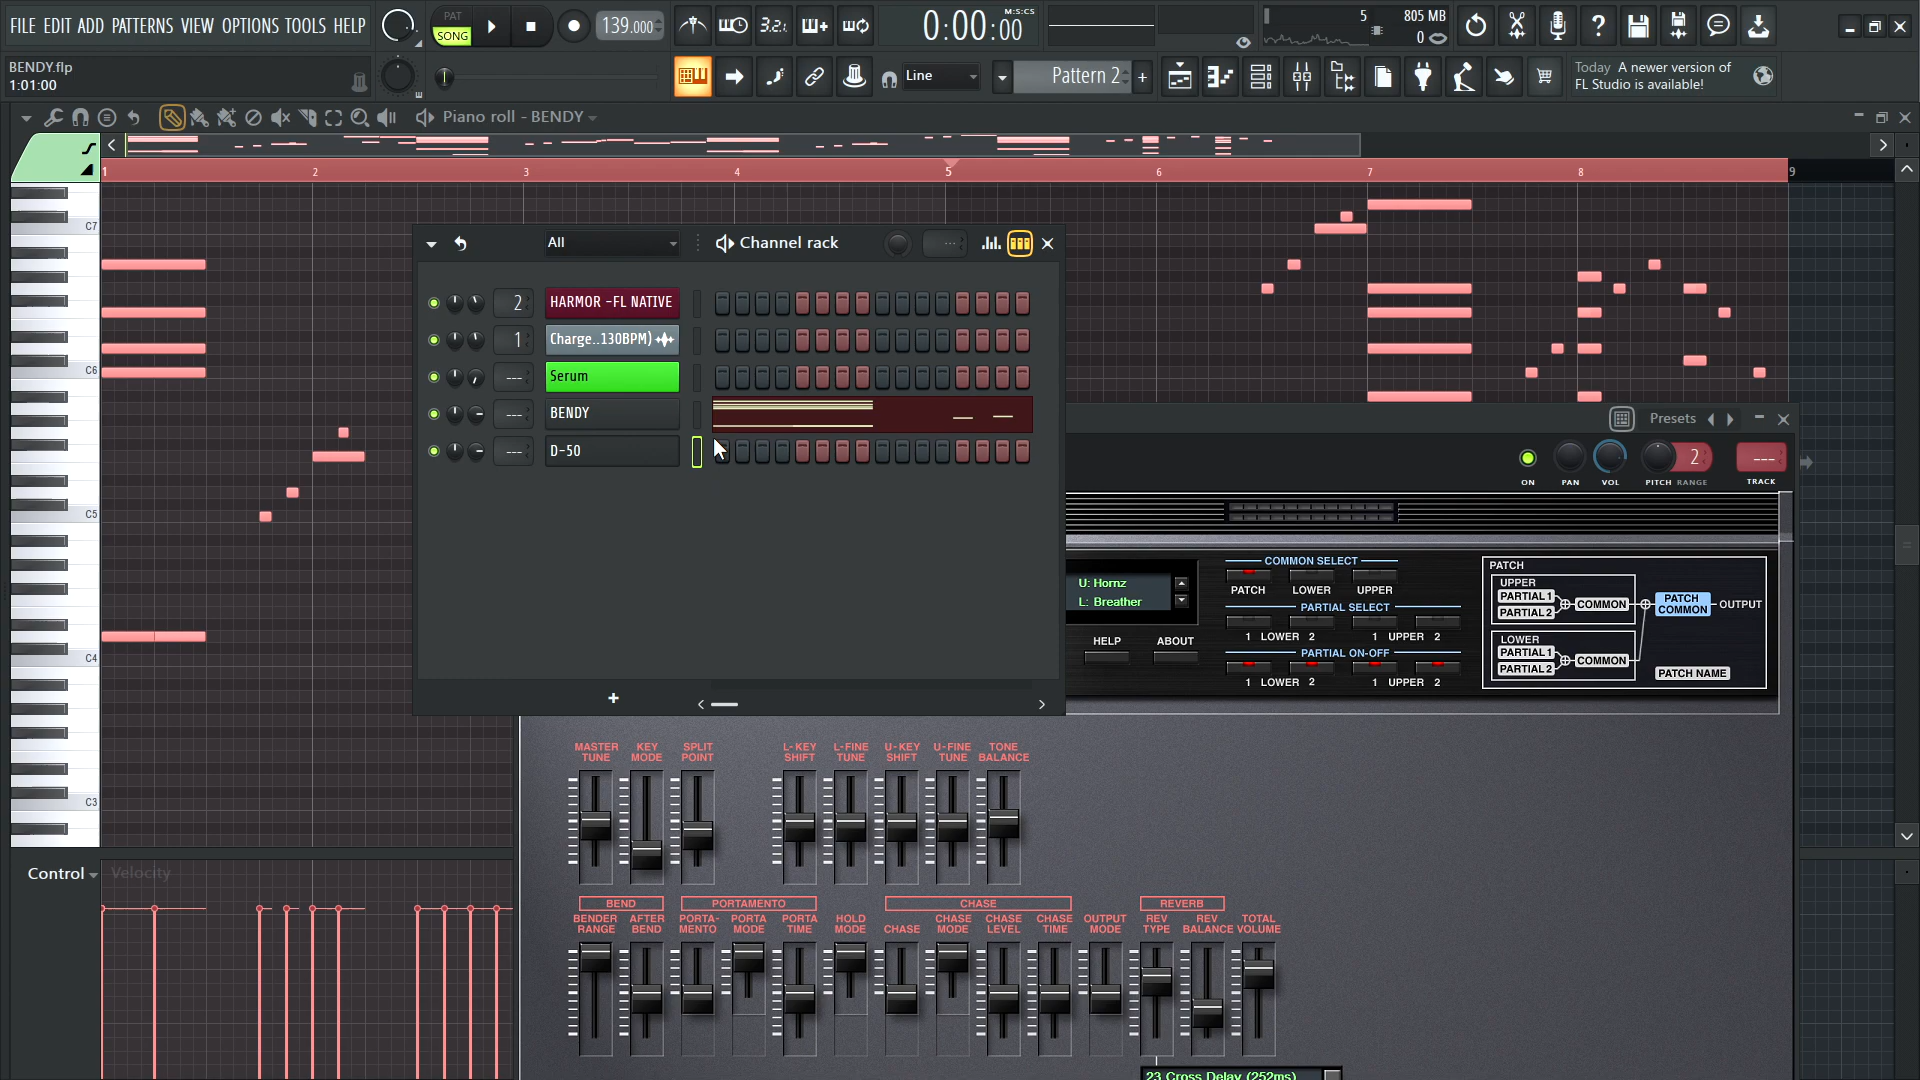 FILE EDIT ADD PATTERNS VIEW OPTIONS TOOLS HELP
PAT
SONG
139.000
3.2.
0:00:00
M:S:CS
5
805 MB
0
BENDY.flp
1:01:00
Line
Pattern 2
Today A newer version of
FL Studio is available!
Piano roll - BENDY
1 2 3 4 5 6 7 8 9
C7
C6
C5
C4
C3
All
Channel rack
2 HARMOR -FL NATIVE
1 Charge..130BPM)
--- Serum
--- BENDY
--- D-50
Presets
2
---
ON PAN VOL PITCH RANGE TRACK
U: Hornz
L: Breather
HELP ABOUT
COMMON SELECT
PATCH LOWER UPPER
PARTIAL SELECT
1 LOWER 2 1 UPPER 2
PARTIAL ON-OFF
1 LOWER 2 1 UPPER 2
PATCH
UPPER
PARTIAL 1
PARTIAL 2
COMMON
PATCH
COMMON
OUTPUT
LOWER
PARTIAL 1
PARTIAL 2
COMMON
PATCH NAME
MASTER TUNE
KEY MODE
SPLIT POINT
L-KEY SHIFT
L-FINE TUNE
U-KEY SHIFT
U-FINE TUNE
TONE BALANCE
BEND
PORTAMENTO
CHASE
REVERB
BENDER RANGE
AFTER BEND
PORTA-MENTO
PORTA MODE
PORTA TIME
HOLD MODE
CHASE
CHASE MODE
CHASE LEVEL
CHASE TIME
OUTPUT MODE
REV TYPE
REV BALANCE
TOTAL VOLUME
23 Cross Delay (252ms)
Control
Velocity